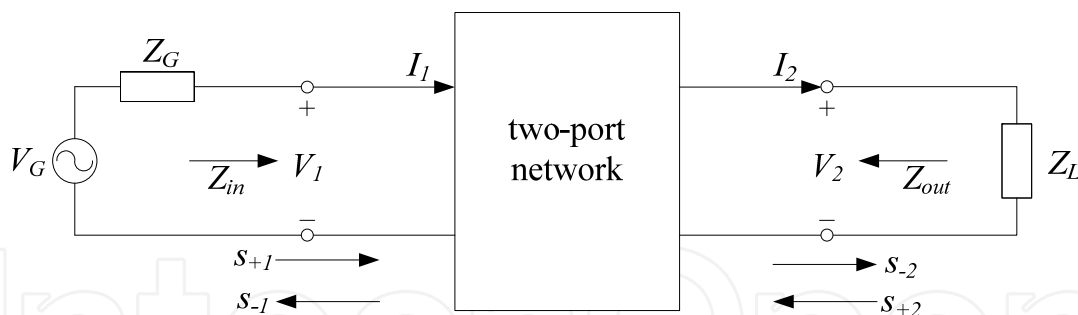 Z_G
I_1
I_2
+
+
two-port
network
V_G
Z_in
V_1
V_2
Z_out
Z_L
−
−
s_{+1}
s_{-1}
s_{-2}
s_{+2}